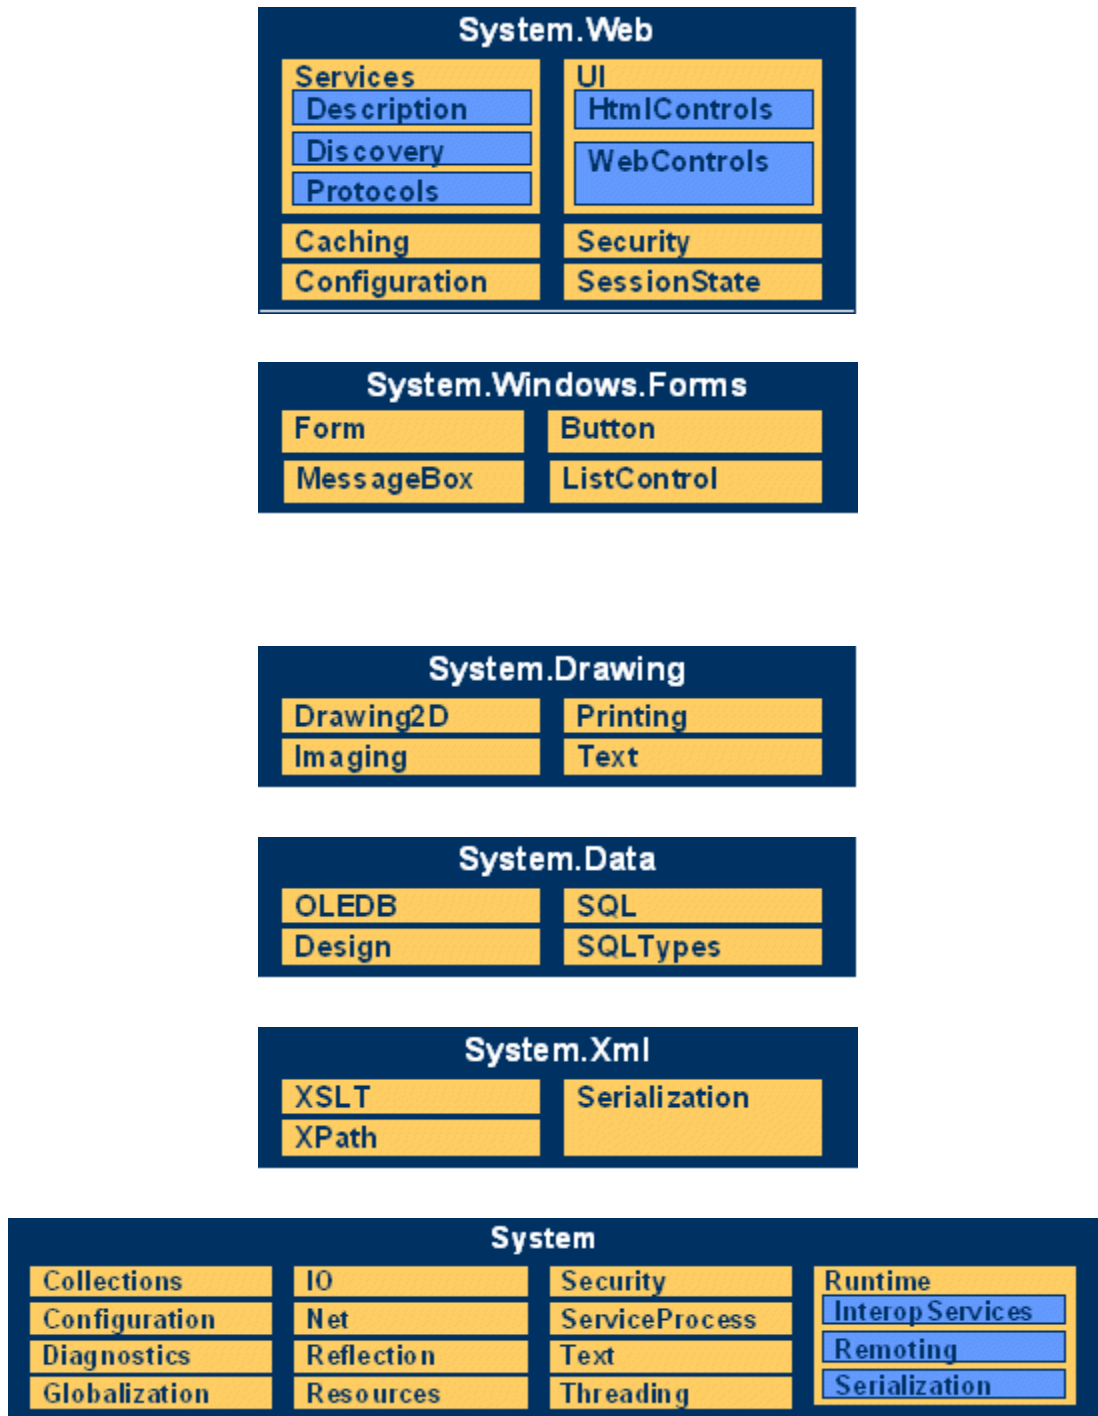 System.Web
Services
Description
Discovery
Protocols
UI
HtmlControls
WebControls
Caching
Configuration
Security
SessionState
System.Windows.Forms
Form
Button
MessageBox
ListControl
System.Drawing
Drawing2D
Printing
Imaging
Text
System.Data
OLEDB
SQL
Design
SQLTypes
System.Xml
XSLT
XPath
Serialization
System
Collections
Configuration
Diagnostics
Globalization
IO
Net
Reflection
Resources
Security
ServiceProcess
Text
Threading
Runtime
InteropServices
Remoting
Serialization